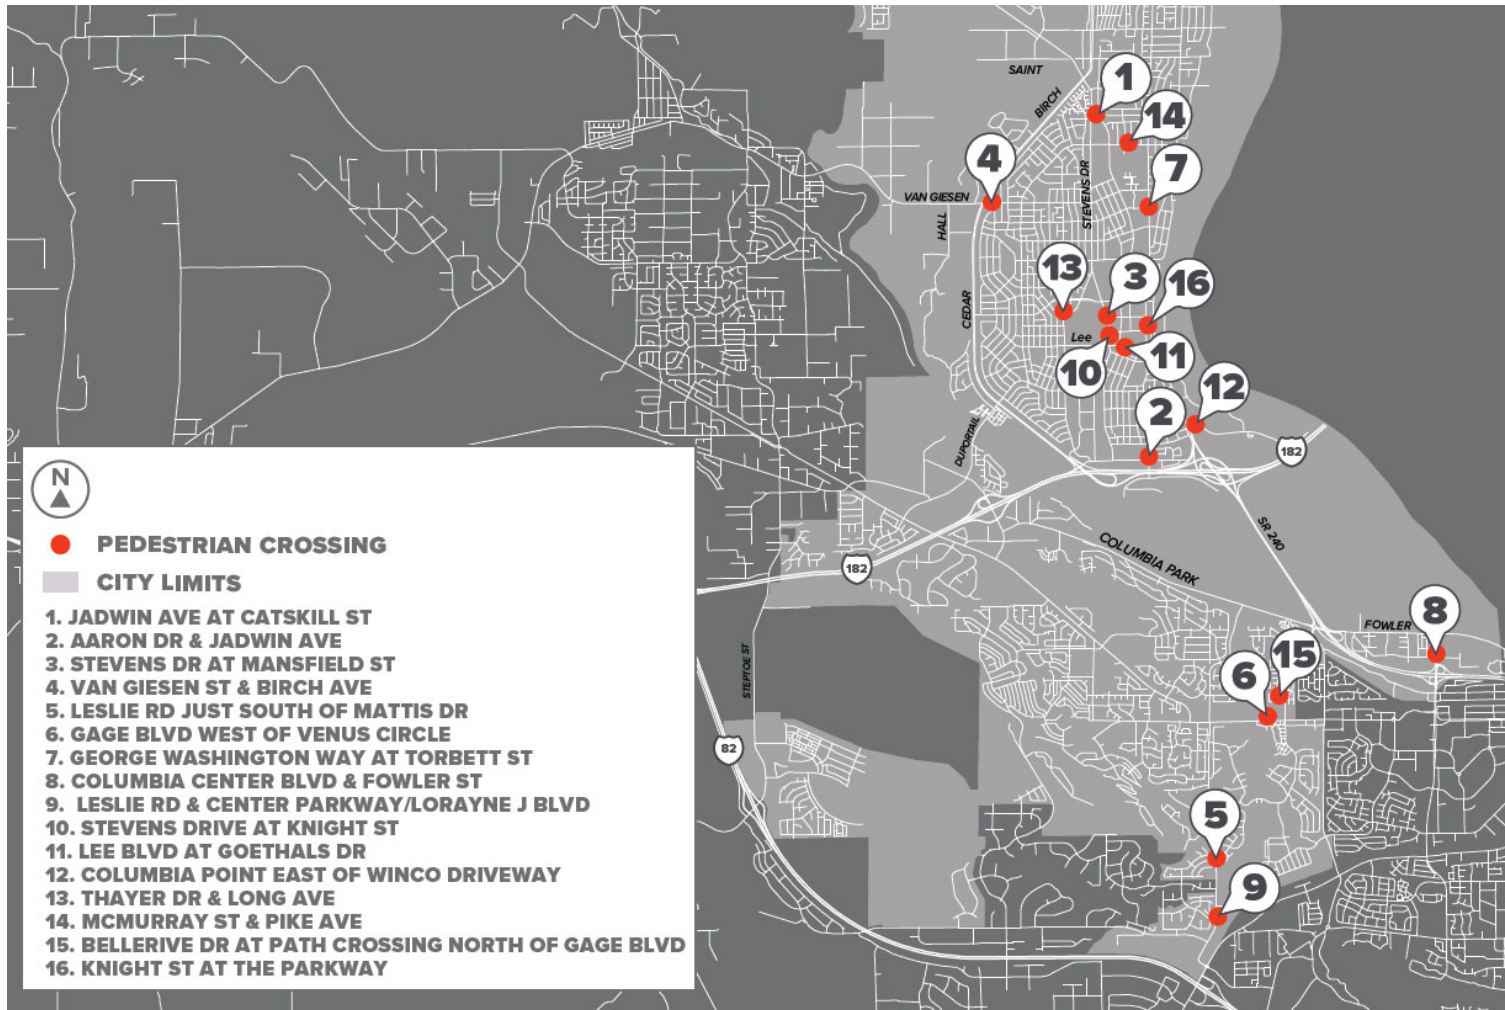 SAINT
BIRCH
1
14
4
7
STEVENS DR
VAN GIESEN
HALL
13
3
16
CEDAR
Lee
10
11
12
2
DUPORTAIL
182
SR 240
COLUMBIA PARK
182
FOWLER
8
15
6
STEPTOE ST
82
5
9
N
PEDESTRIAN CROSSING
CITY LIMITS
1. JADWIN AVE AT CATSKILL ST
2. AARON DR & JADWIN AVE
3. STEVENS DR AT MANSFIELD ST
4. VAN GIESEN ST & BIRCH AVE
5. LESLIE RD JUST SOUTH OF MATTIS DR
6. GAGE BLVD WEST OF VENUS CIRCLE
7. GEORGE WASHINGTON WAY AT TORBETT ST
8. COLUMBIA CENTER BLVD & FOWLER ST
9. LESLIE RD & CENTER PARKWAY/LORAYNE J BLVD
10. STEVENS DRIVE AT KNIGHT ST
11. LEE BLVD AT GOETHALS DR
12. COLUMBIA POINT EAST OF WINCO DRIVEWAY
13. THAYER DR & LONG AVE
14. MCMURRAY ST & PIKE AVE
15. BELLERIVE DR AT PATH CROSSING NORTH OF GAGE BLVD
16. KNIGHT ST AT THE PARKWAY